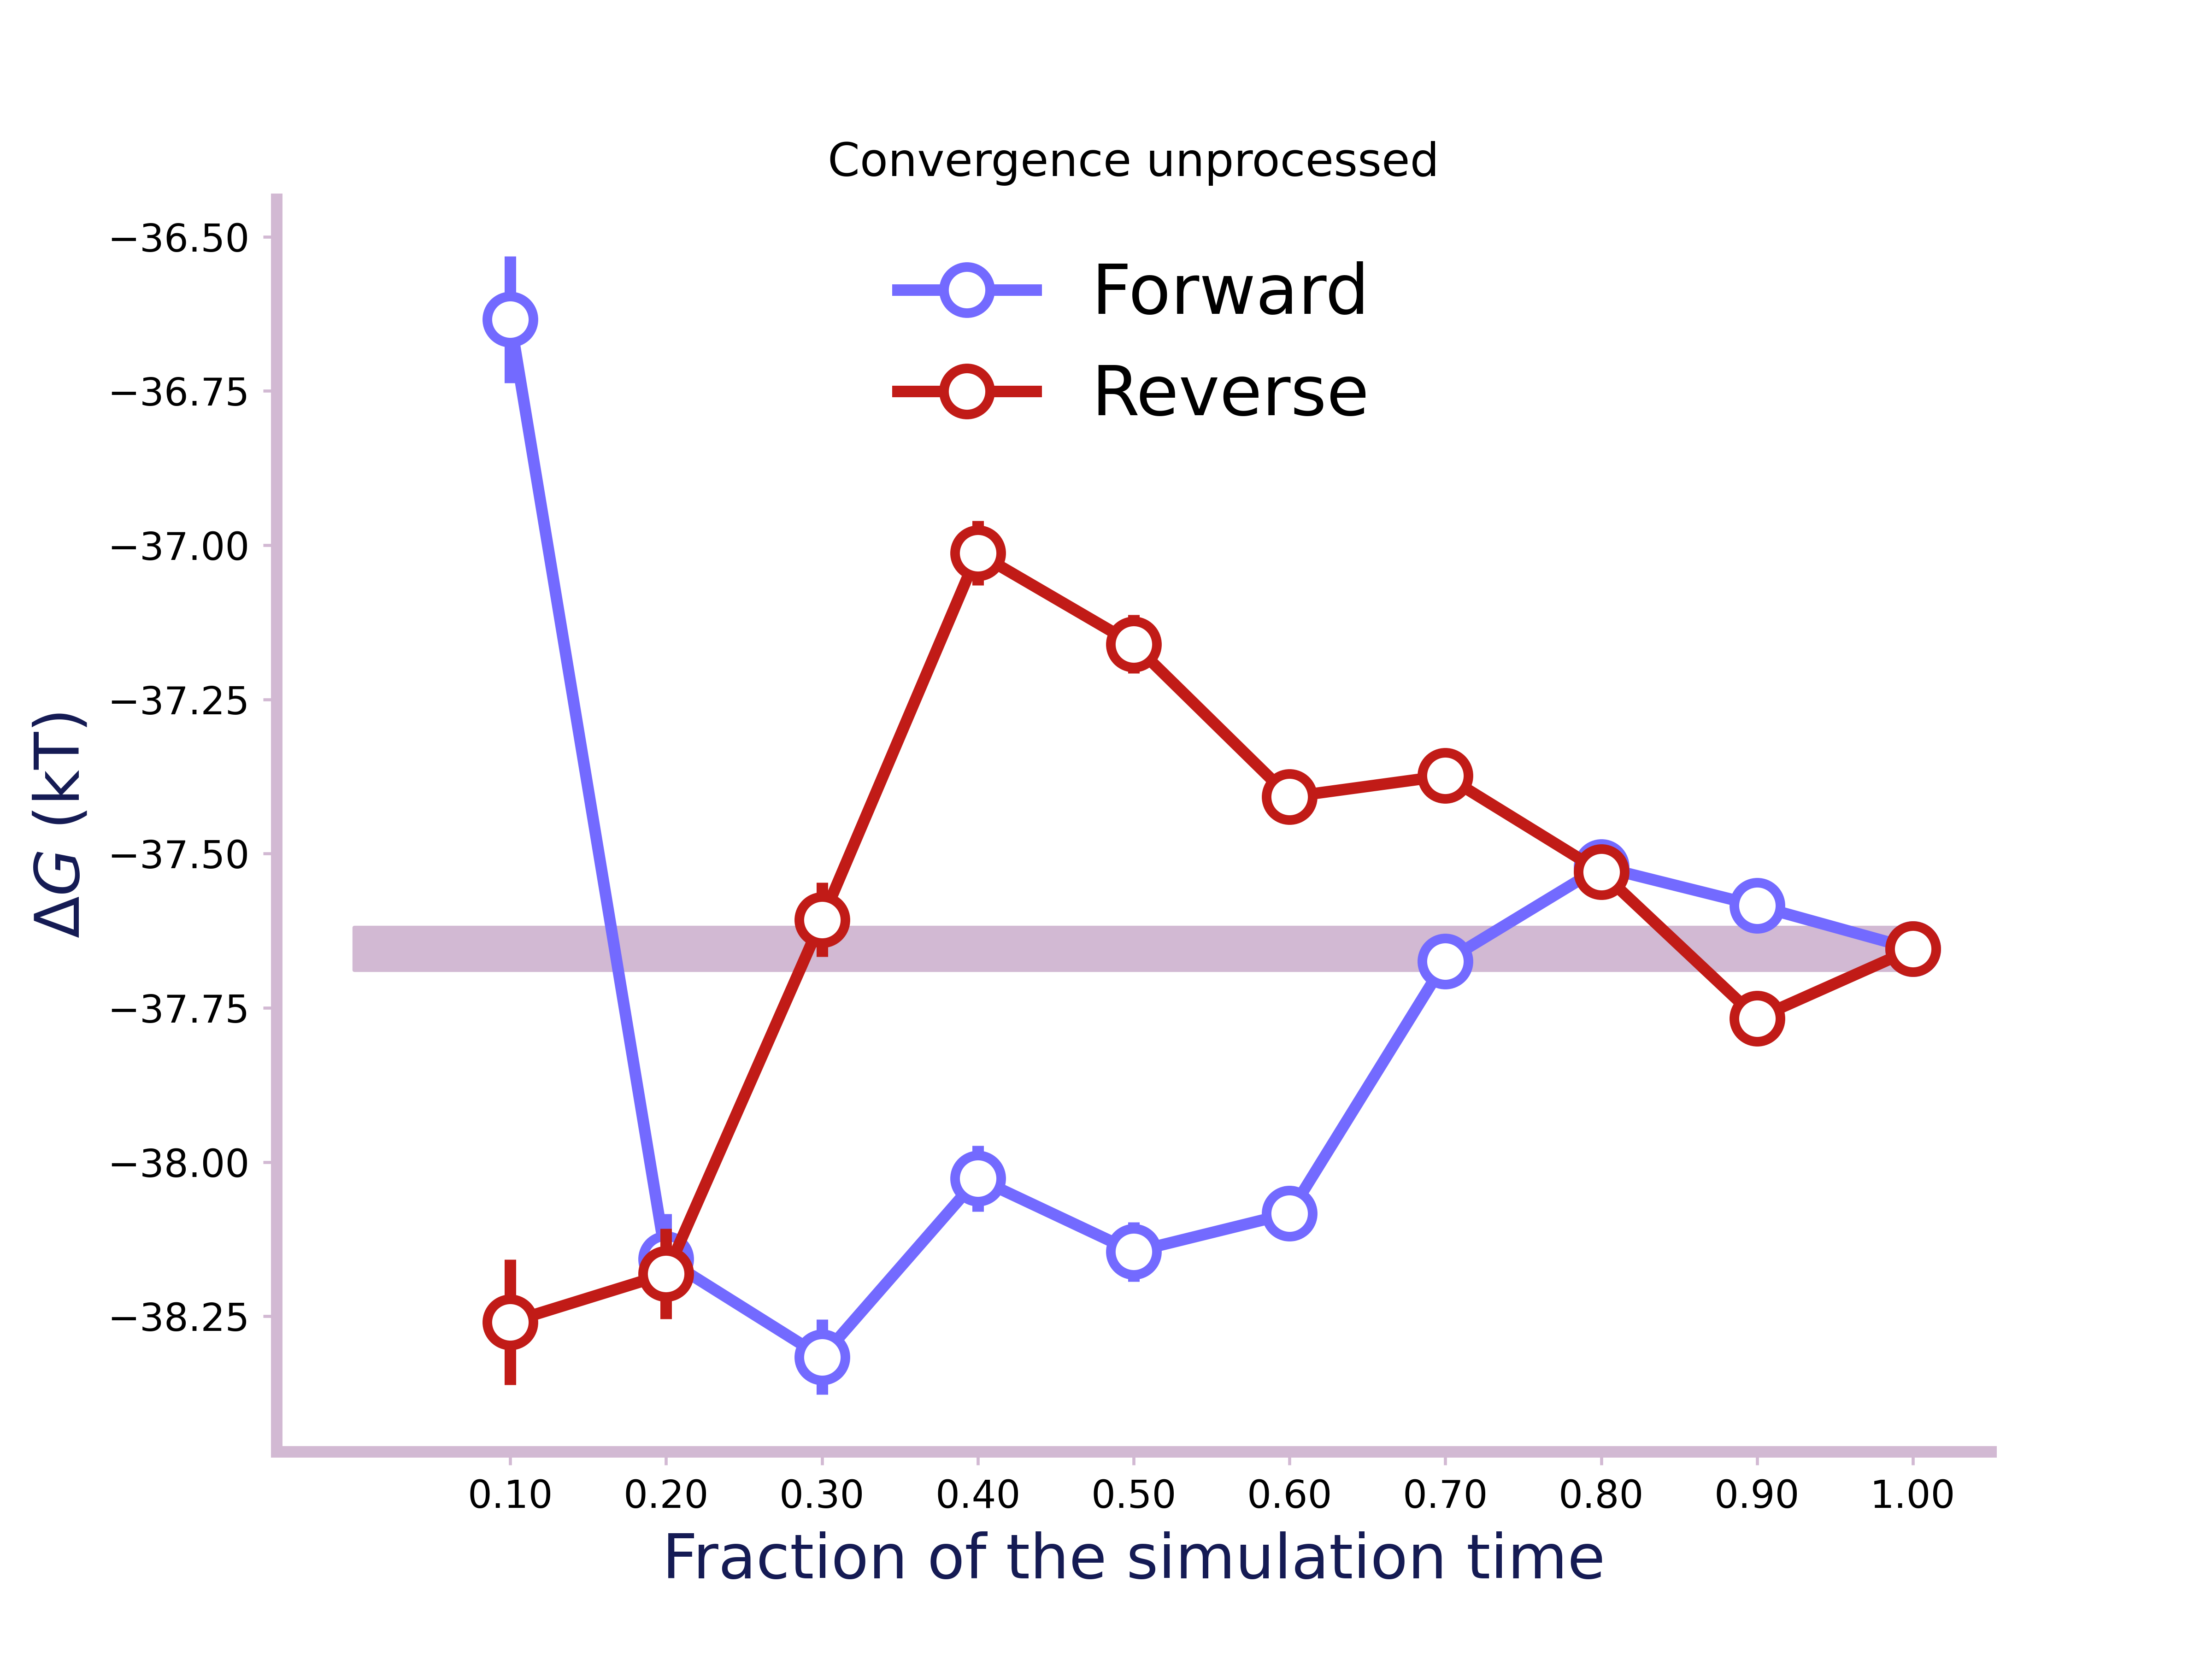 Convergence unprocessed
Forward
Reverse
−36.50
−36.75
−37.00
−37.25
−37.50
−37.75
−38.00
−38.25
ΔG (kT)
0.10 0.20 0.30 0.40 0.50 0.60 0.70 0.80 0.90 1.00
Fraction of the simulation time